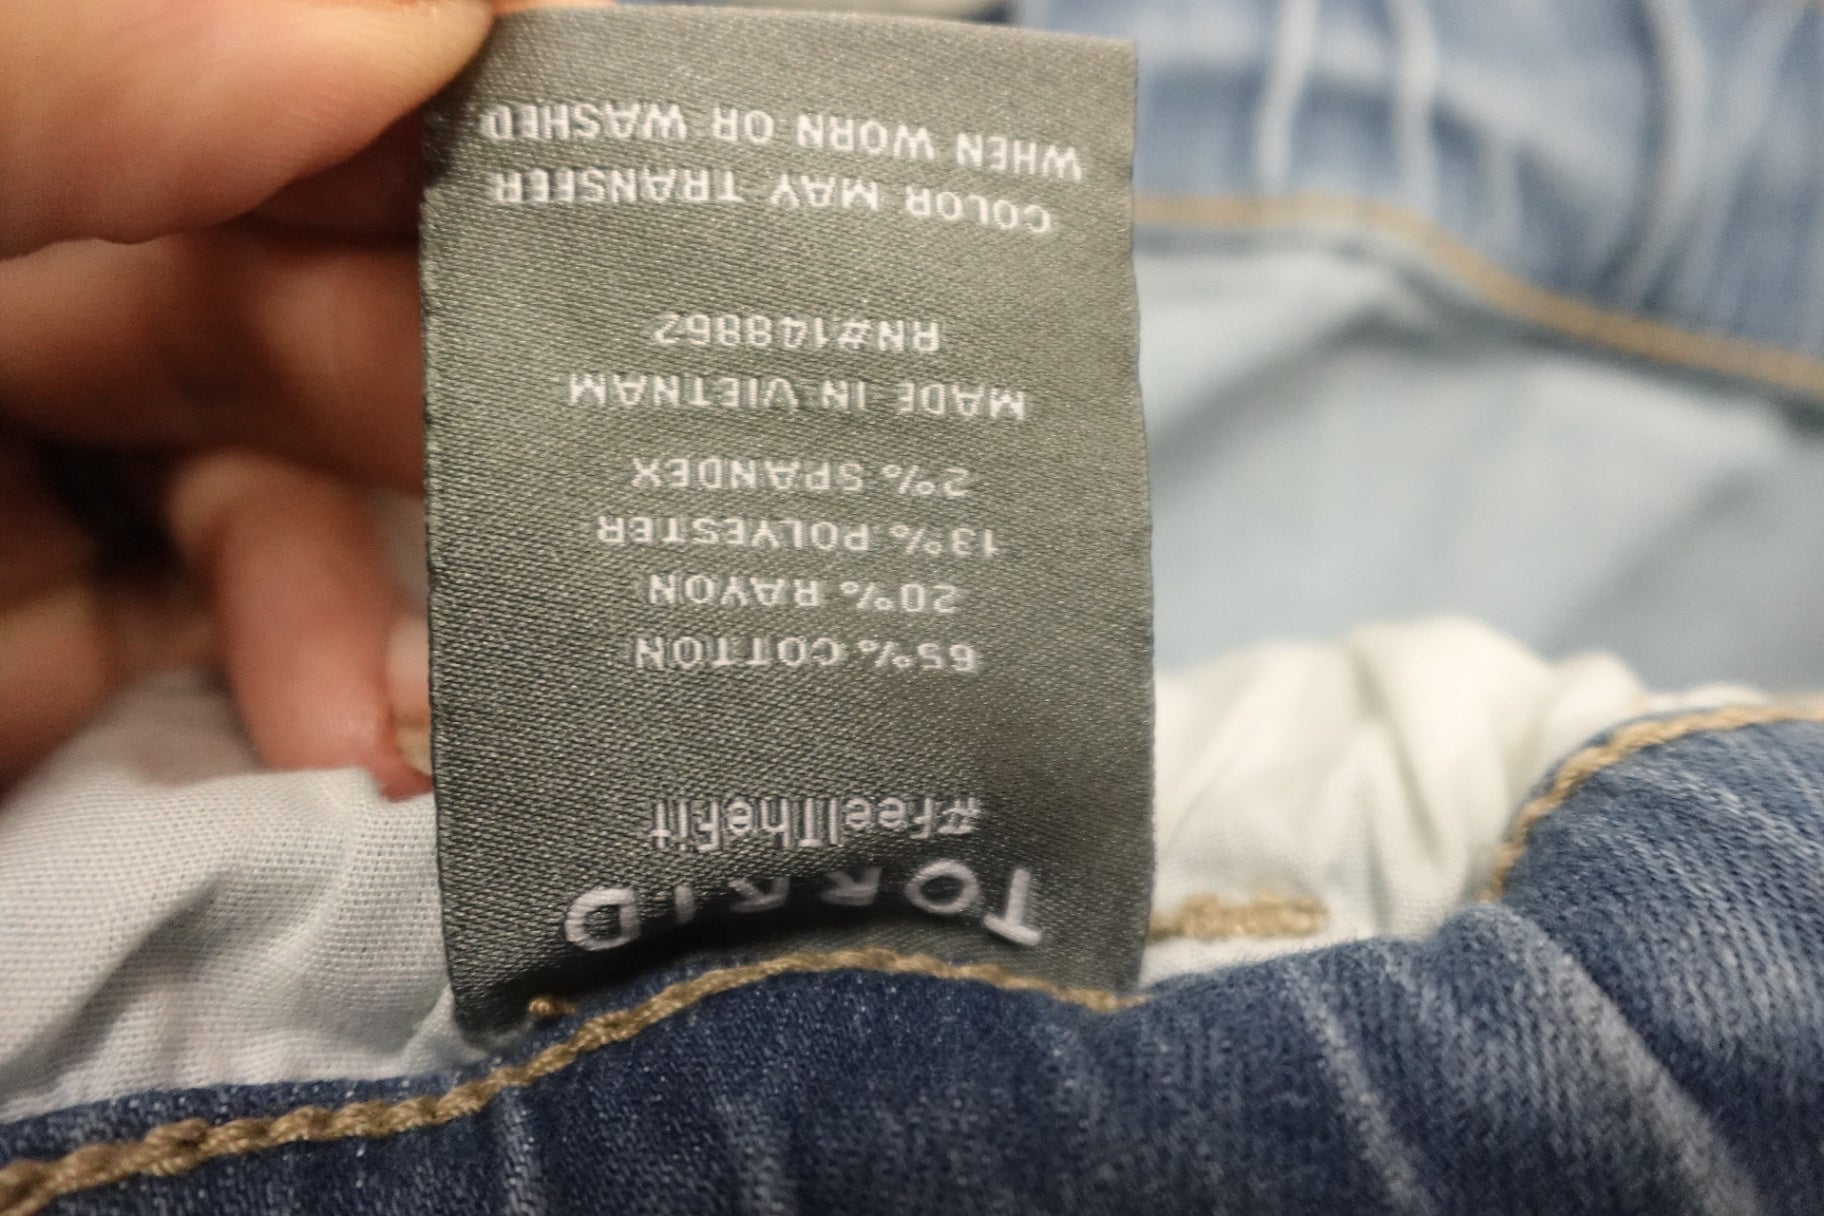 TORRID
#FeelTheFit
65% COTTON
20% RAYON
13% POLYESTER
2% SPANDEX
MADE IN VIETNAM
RN#148862
COLOR MAY TRANSFER
WHEN WORN OR WASHED